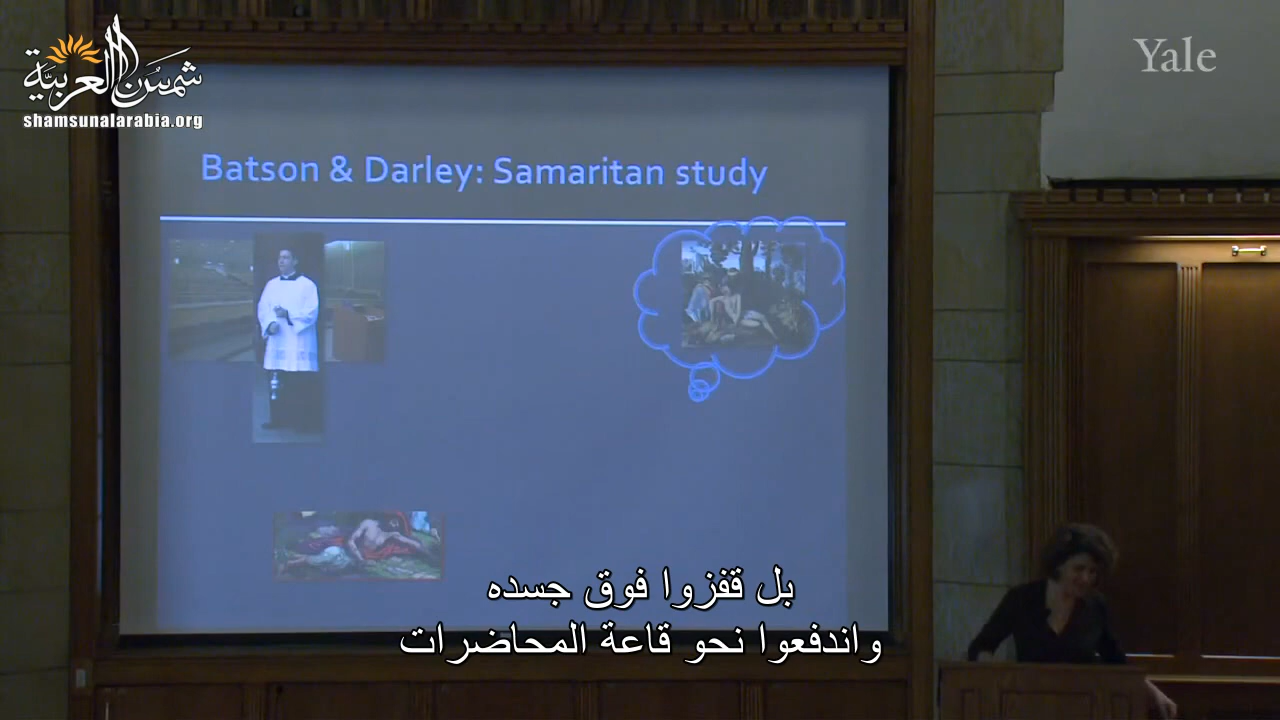 شمس العربية
shamsunalarabia.org
Yale
Batson & Darley: Samaritan study
بل قفزوا فوق جسده
واندفعوا نحو قاعة المحاضرات